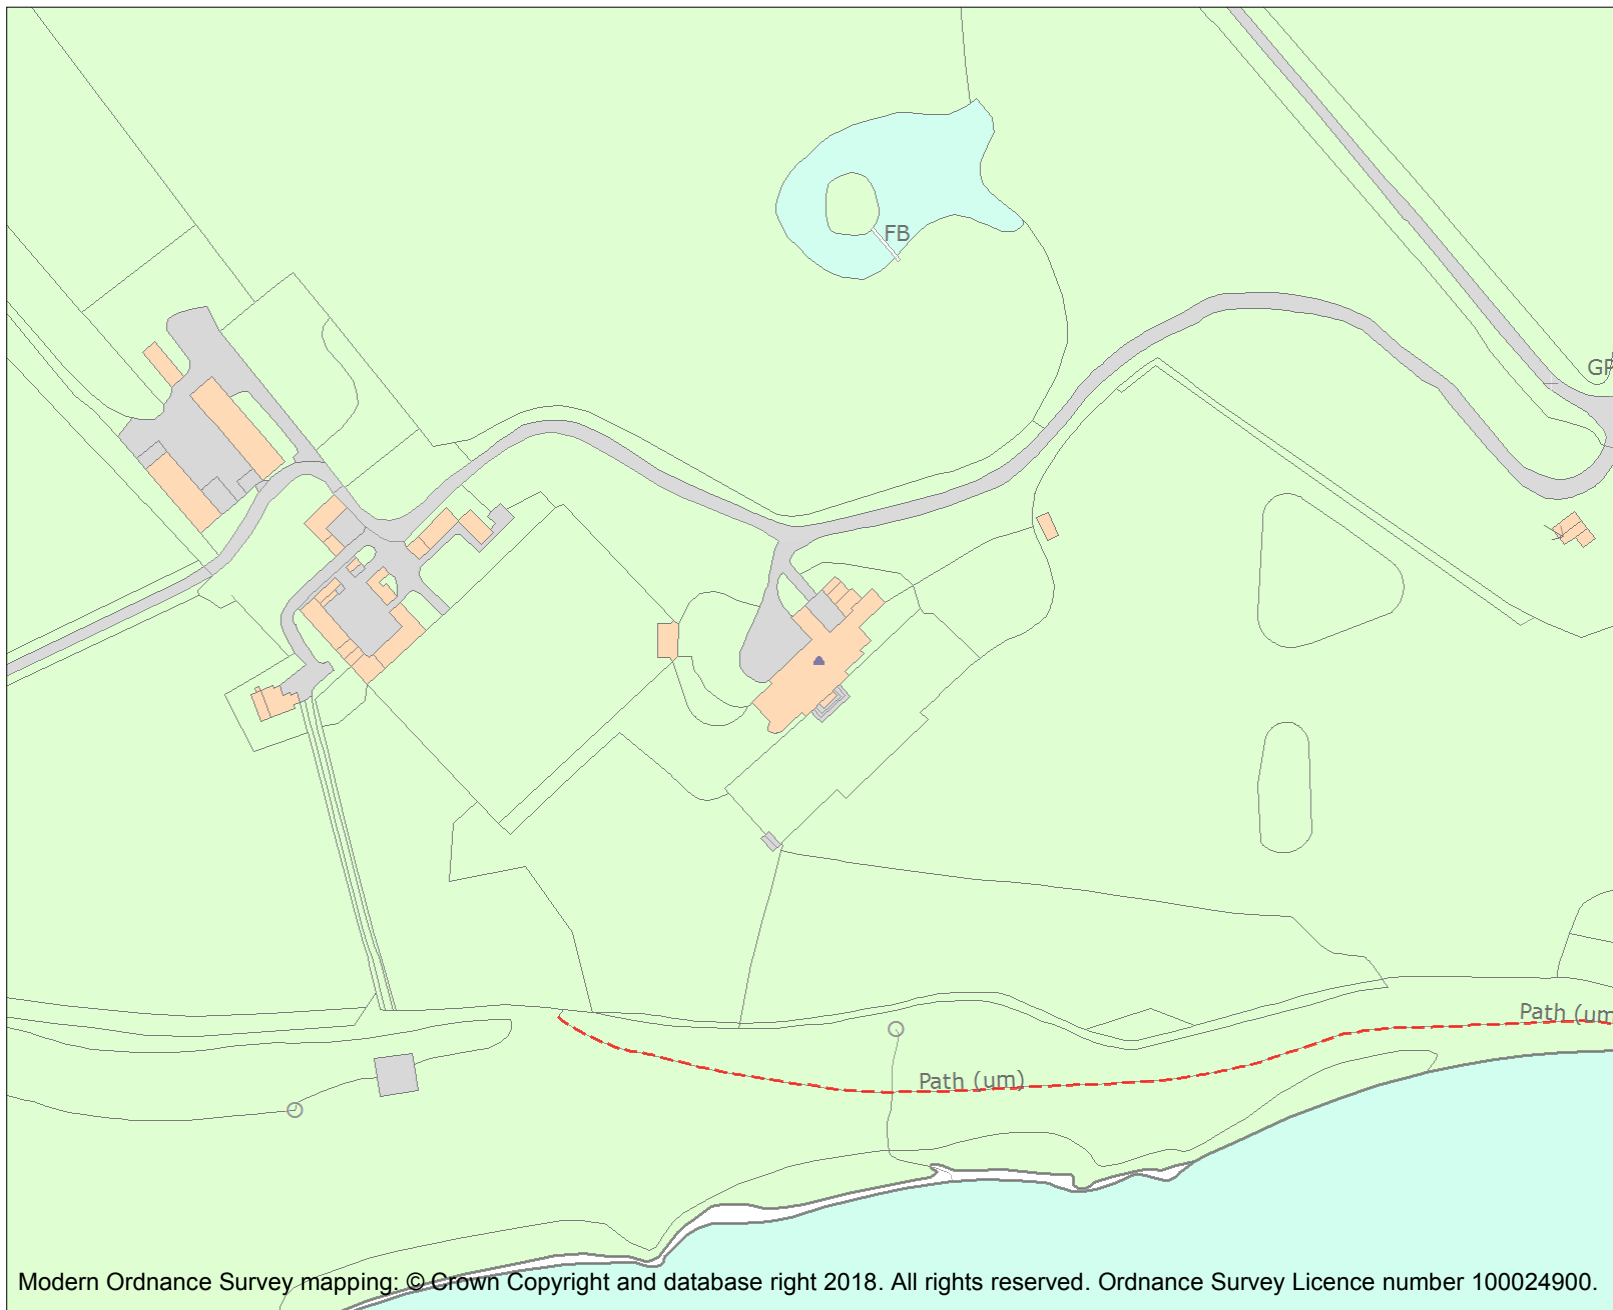 FB
GP
Path (um
Path (um)
Modern Ordnance Survey mapping: © Crown Copyright and database right 2018. All rights reserved. Ordnance Survey Licence number 100024900.